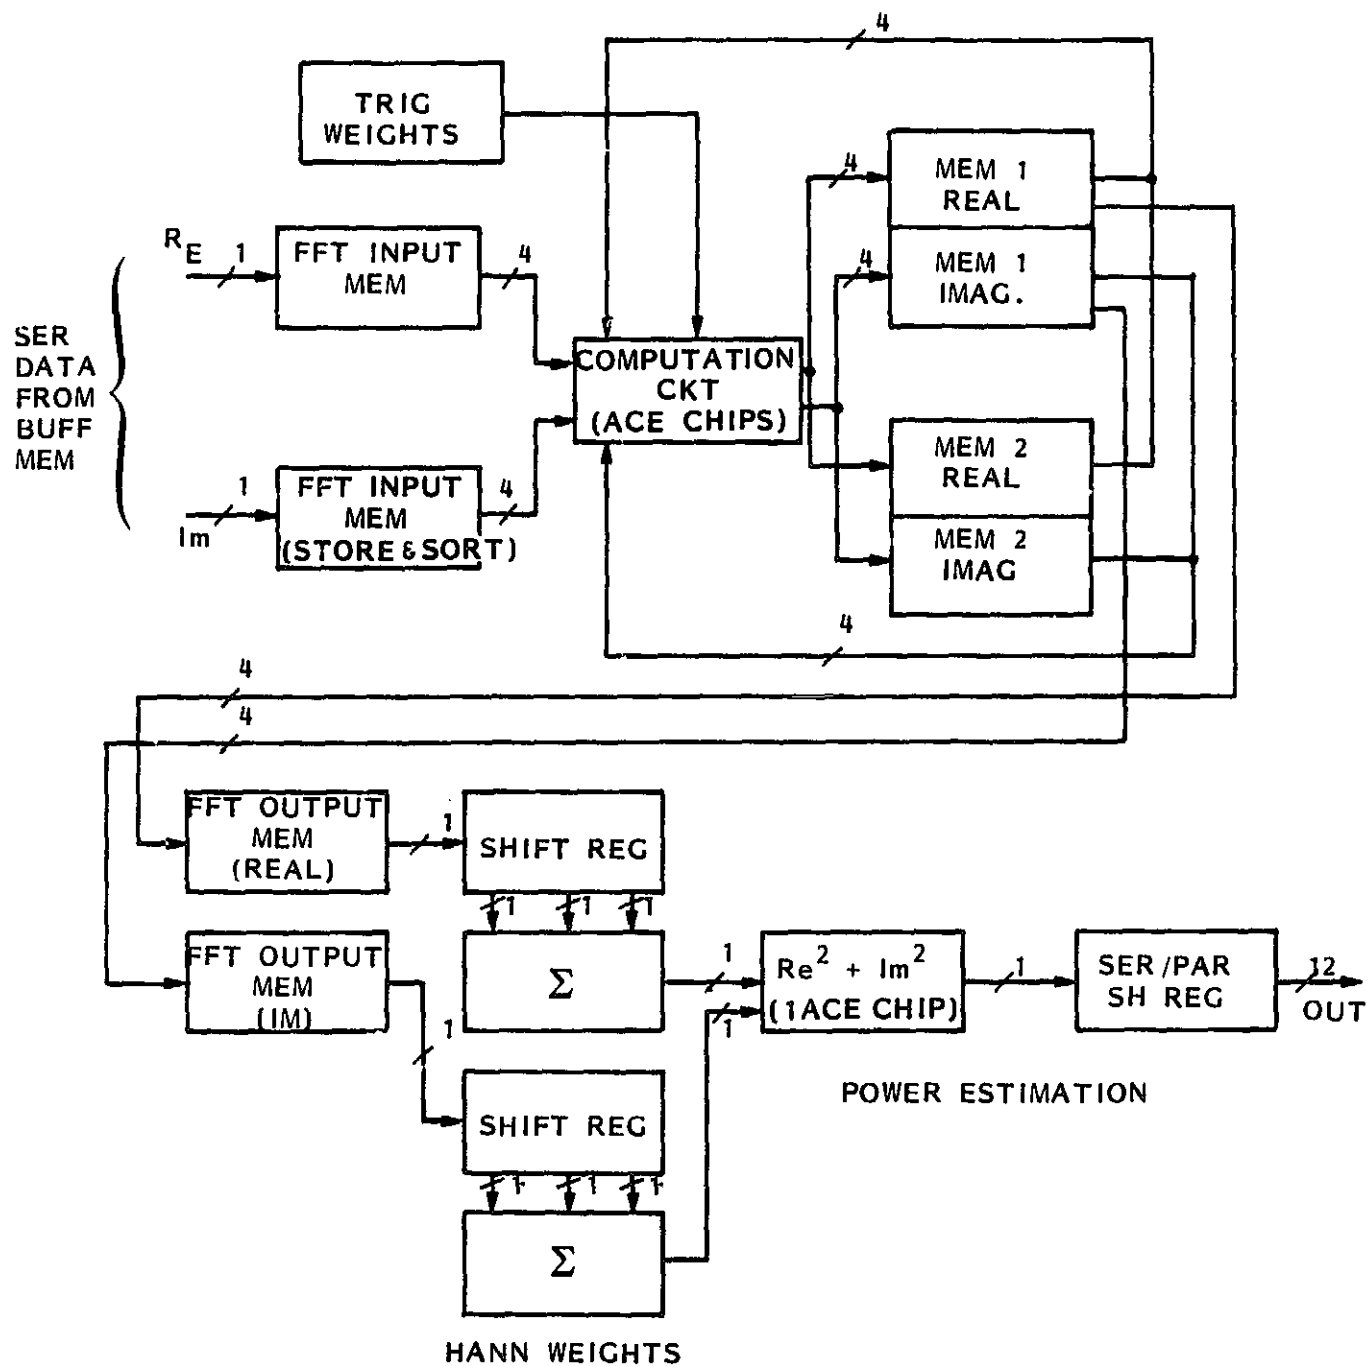 4
TRIG
WEIGHTS
4
MEM 1
REAL
RE
1
FFT INPUT
MEM
4
4
MEM 1
IMAG.
SER
DATA
FROM
BUFF
MEM
COMPUTATION
CKT
(ACE CHIPS)
MEM 2
REAL
1
Im
FFT INPUT
MEM
(STORE & SORT)
4
MEM 2
IMAG
4
4
4
FFT OUTPUT
MEM
(REAL)
1
SHIFT REG
1 1 1
FFT OUTPUT
MEM
(IM)
Σ
1
1
Re² + Im²
(1 ACE CHIP)
1
SER/PAR
SH REG
12
OUT
1
POWER ESTIMATION
SHIFT REG
1 1 1
Σ
HANN WEIGHTS